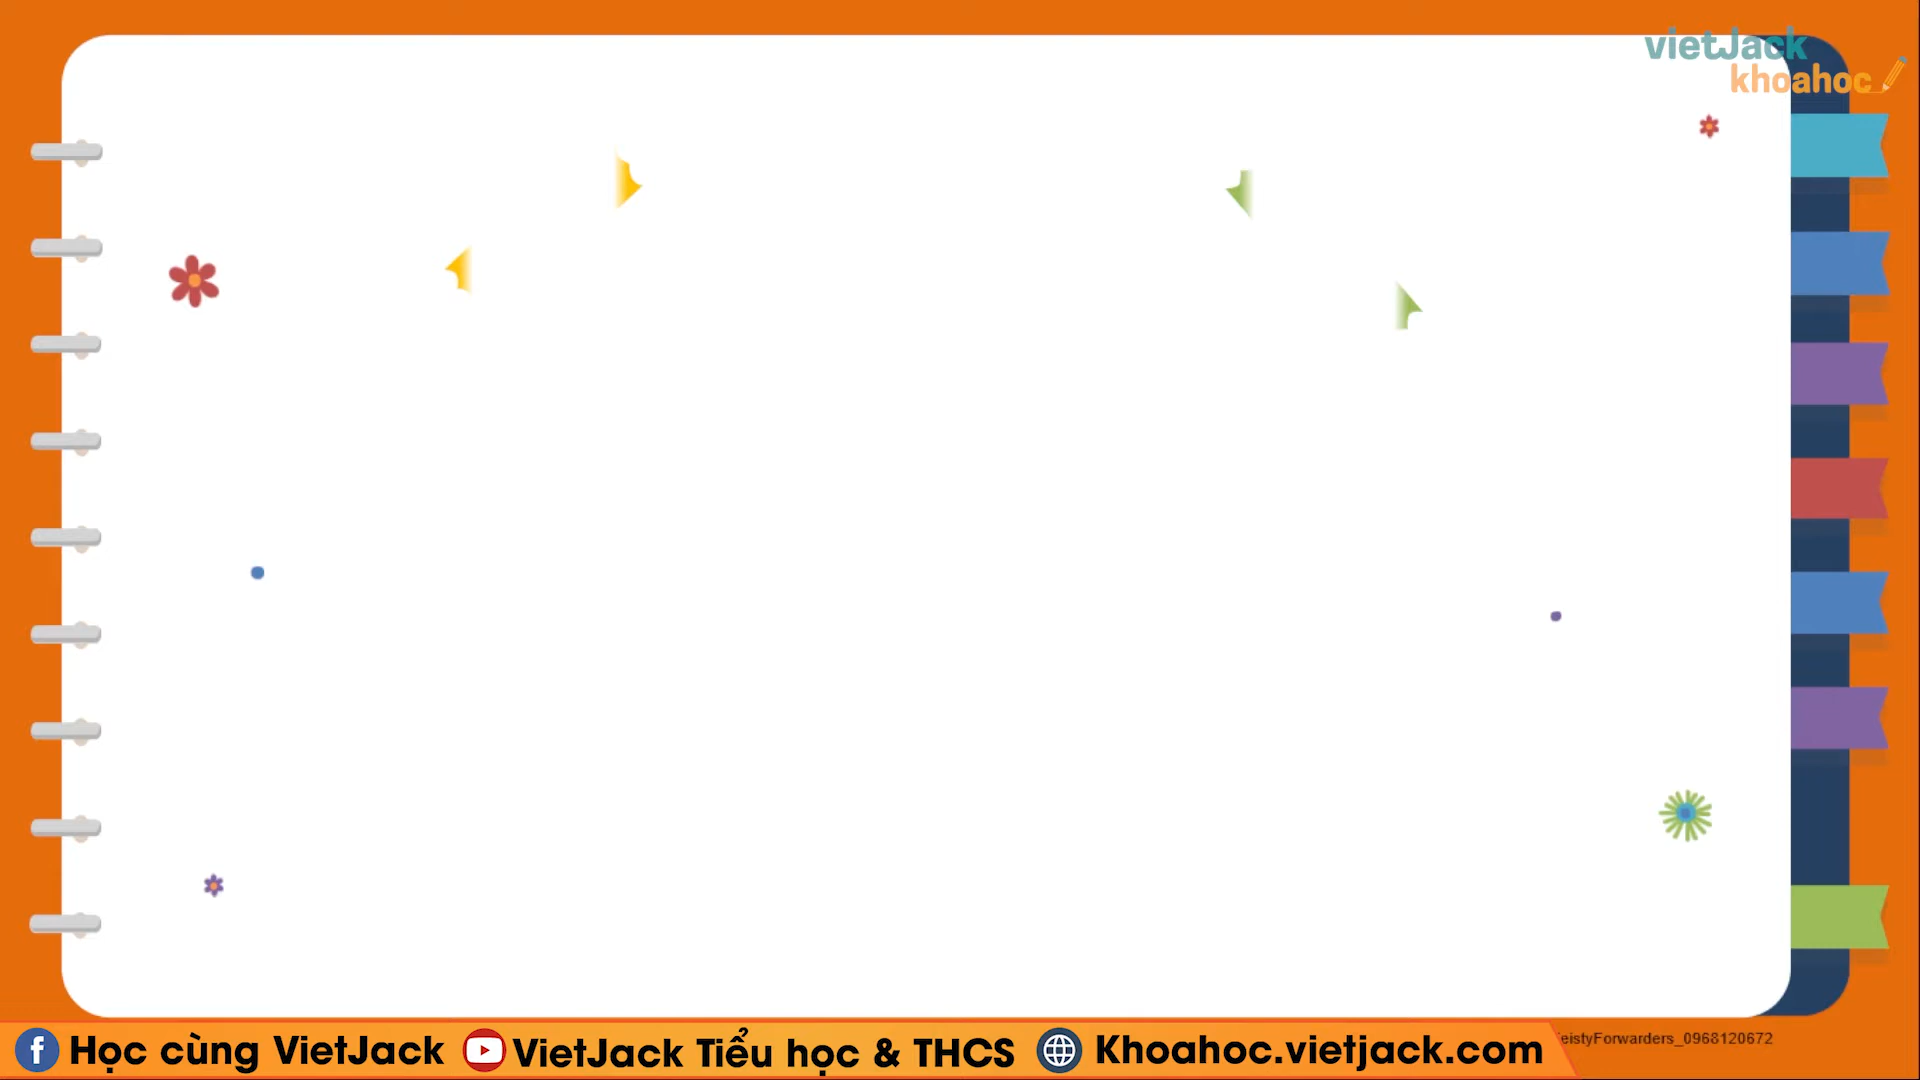 vietJack
khoahoc
Học cùng VietJack
VietJack Tiểu học & THCS
Khoahoc.vietjack.com
eistyForwarders_0968120672